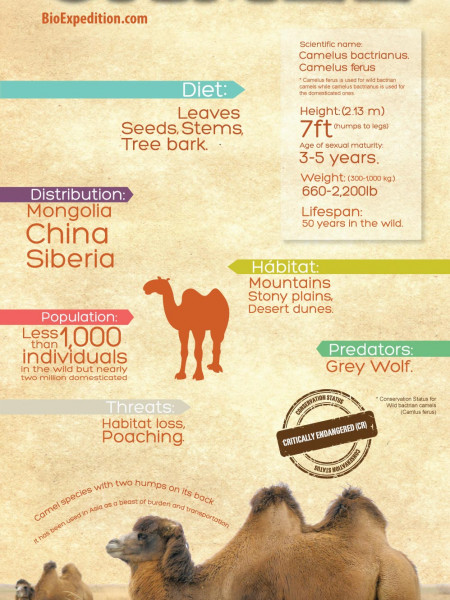 BioExpedition.com
Scientific name:
Camelus bactrianus.
Camelus ferus
* Camelus ferus is used for wild bactrian
camels while camelus bactrianus is used for
the domesticated ones.
Height: (2.13 m)
7ft (humps to legs)
Age of sexual maturity:
3-5 years.
Weight: (300-1,000 kg.)
660-2,200lb
Lifespan:
50 years in the wild.
Diet:
Leaves
Seeds, Stems,
Tree bark.
Distribution:
Mongolia
China
Siberia
Hábitat:
Mountains
Stony plains,
Desert dunes.
Population:
Less than 1,000
individuals
in the wild but nearly
two million domesticated
Predators:
Grey Wolf.
* Conservation Status for
Wild bactrian camels
(Camlus ferus)
CONSERVATION STATUS
CRITICALLY ENDANGERED (CR)
CONSERVATION STATUS
Threats:
Habitat loss,
Poaching.
Camel species with two humps on its back
It has been used in Asia as a beast of burden and transportation